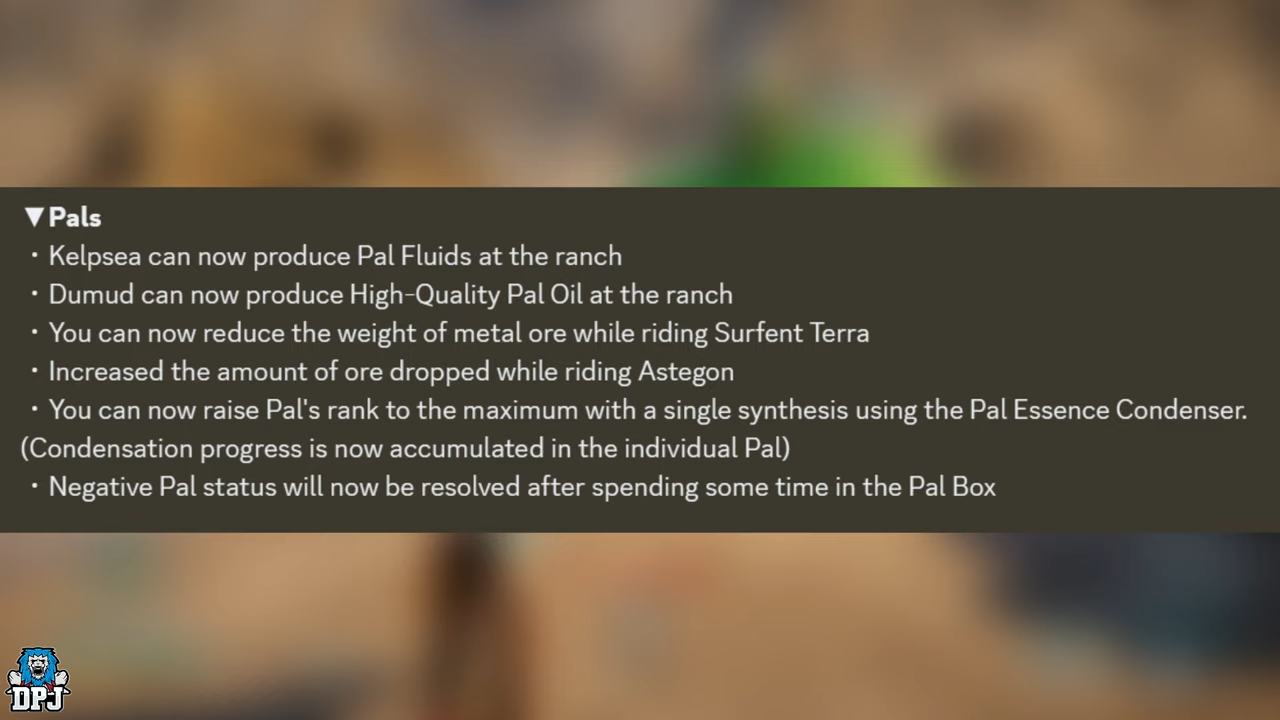 ▼Pals
・Kelpsea can now produce Pal Fluids at the ranch
・Dumud can now produce High-Quality Pal Oil at the ranch
・You can now reduce the weight of metal ore while riding Surfent Terra
・Increased the amount of ore dropped while riding Astegon
・You can now raise Pal's rank to the maximum with a single synthesis using the Pal Essence Condenser.
(Condensation progress is now accumulated in the individual Pal)
・Negative Pal status will now be resolved after spending some time in the Pal Box
DPJ